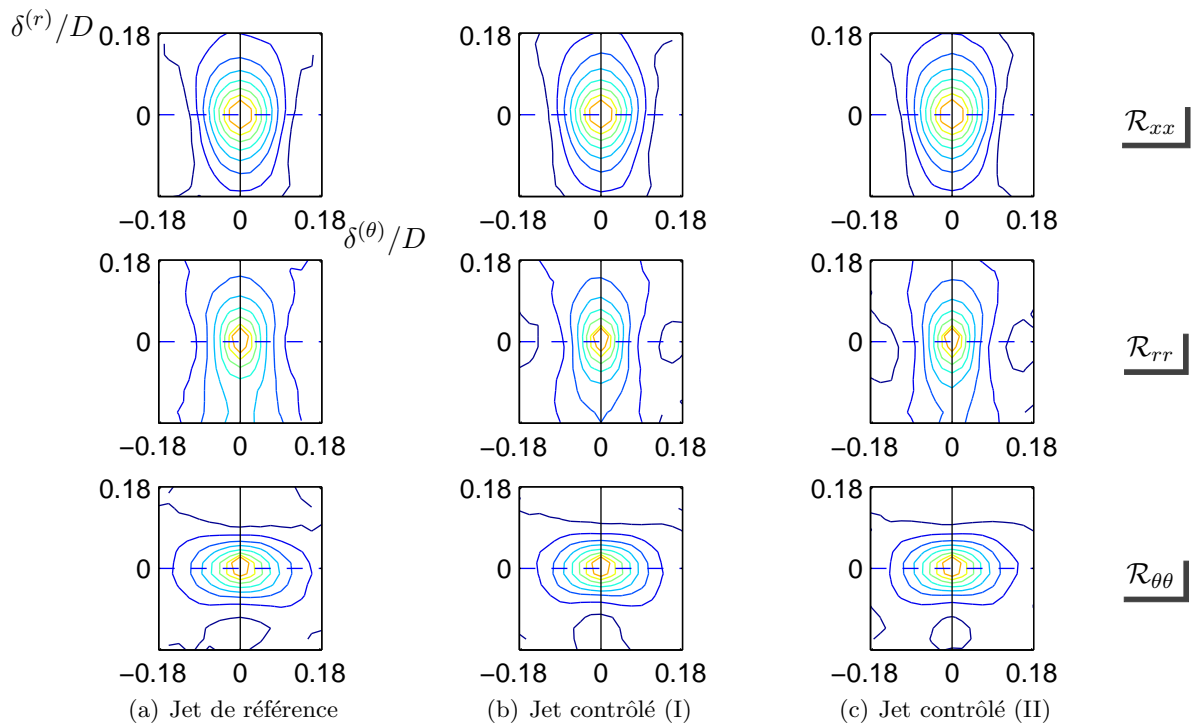 δ^(r)/D
0.18 0.18 0.18
0 0 0
ℛ_xx
−0.18 0 0.18 −0.18 0 0.18 −0.18 0 0.18
δ^(θ)/D
0.18 0.18 0.18
0 0 0
ℛ_rr
−0.18 0 0.18 −0.18 0 0.18 −0.18 0 0.18
0.18 0.18 0.18
0 0 0
ℛ_θθ
−0.18 0 0.18 −0.18 0 0.18 −0.18 0 0.18
(a) Jet de référence (b) Jet contrôlé (I) (c) Jet contrôlé (II)